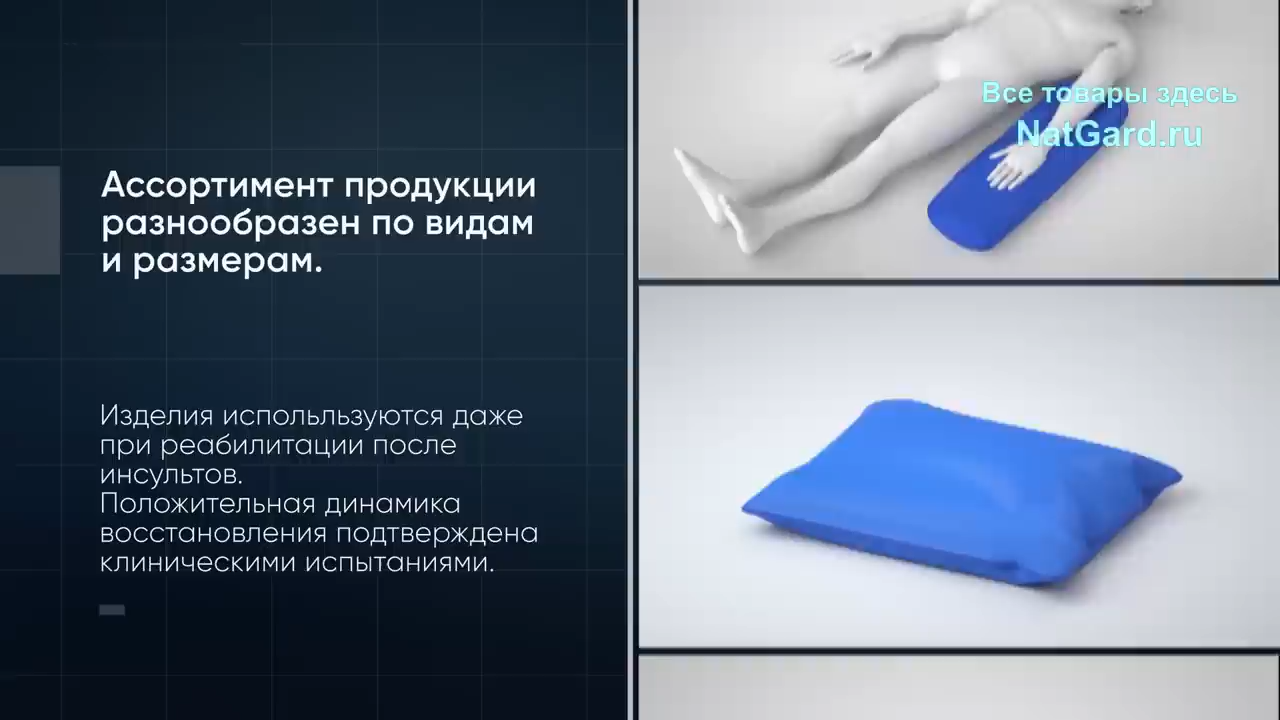 Ассортимент продукции
разнообразен по видам
и размерам.
Изделия испольльзуются даже
при реабилитации после
инсультов.
Положительная динамика
восстановления подтверждена
клиническими испытаниями.
Все товары здесь
NatGard.ru